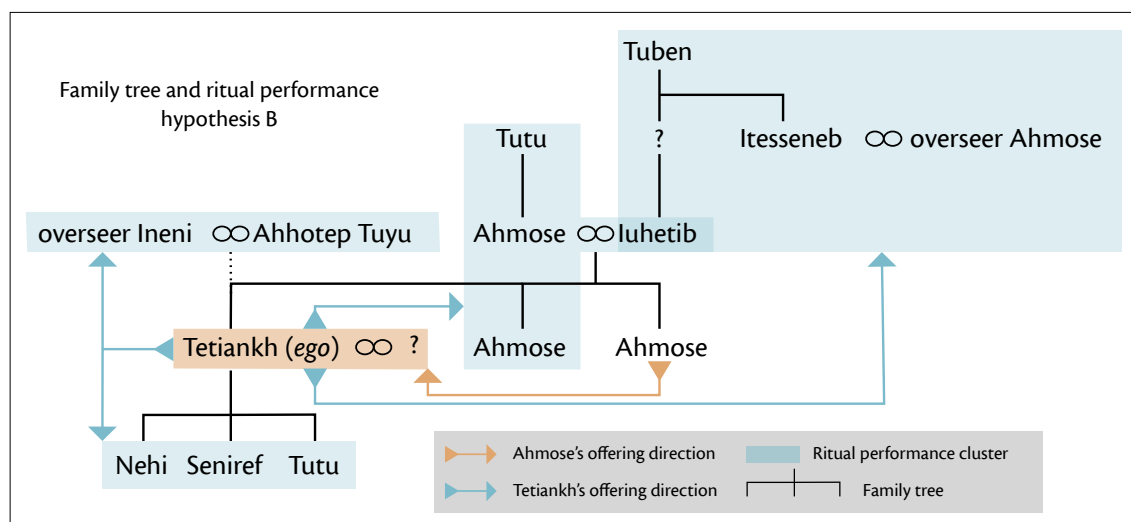 Tuben
Family tree and ritual performance
hypothesis B
Tutu ? Itesseneb ∞ overseer Ahmose
overseer Ineni ∞ Ahhotep Tuyu Ahmose ∞ Iuhetib
Tetiankh (ego) ∞ ? Ahmose Ahmose
Nehi Seniref Tutu
Ahmose's offering direction Ritual performance cluster
Tetiankh's offering direction Family tree